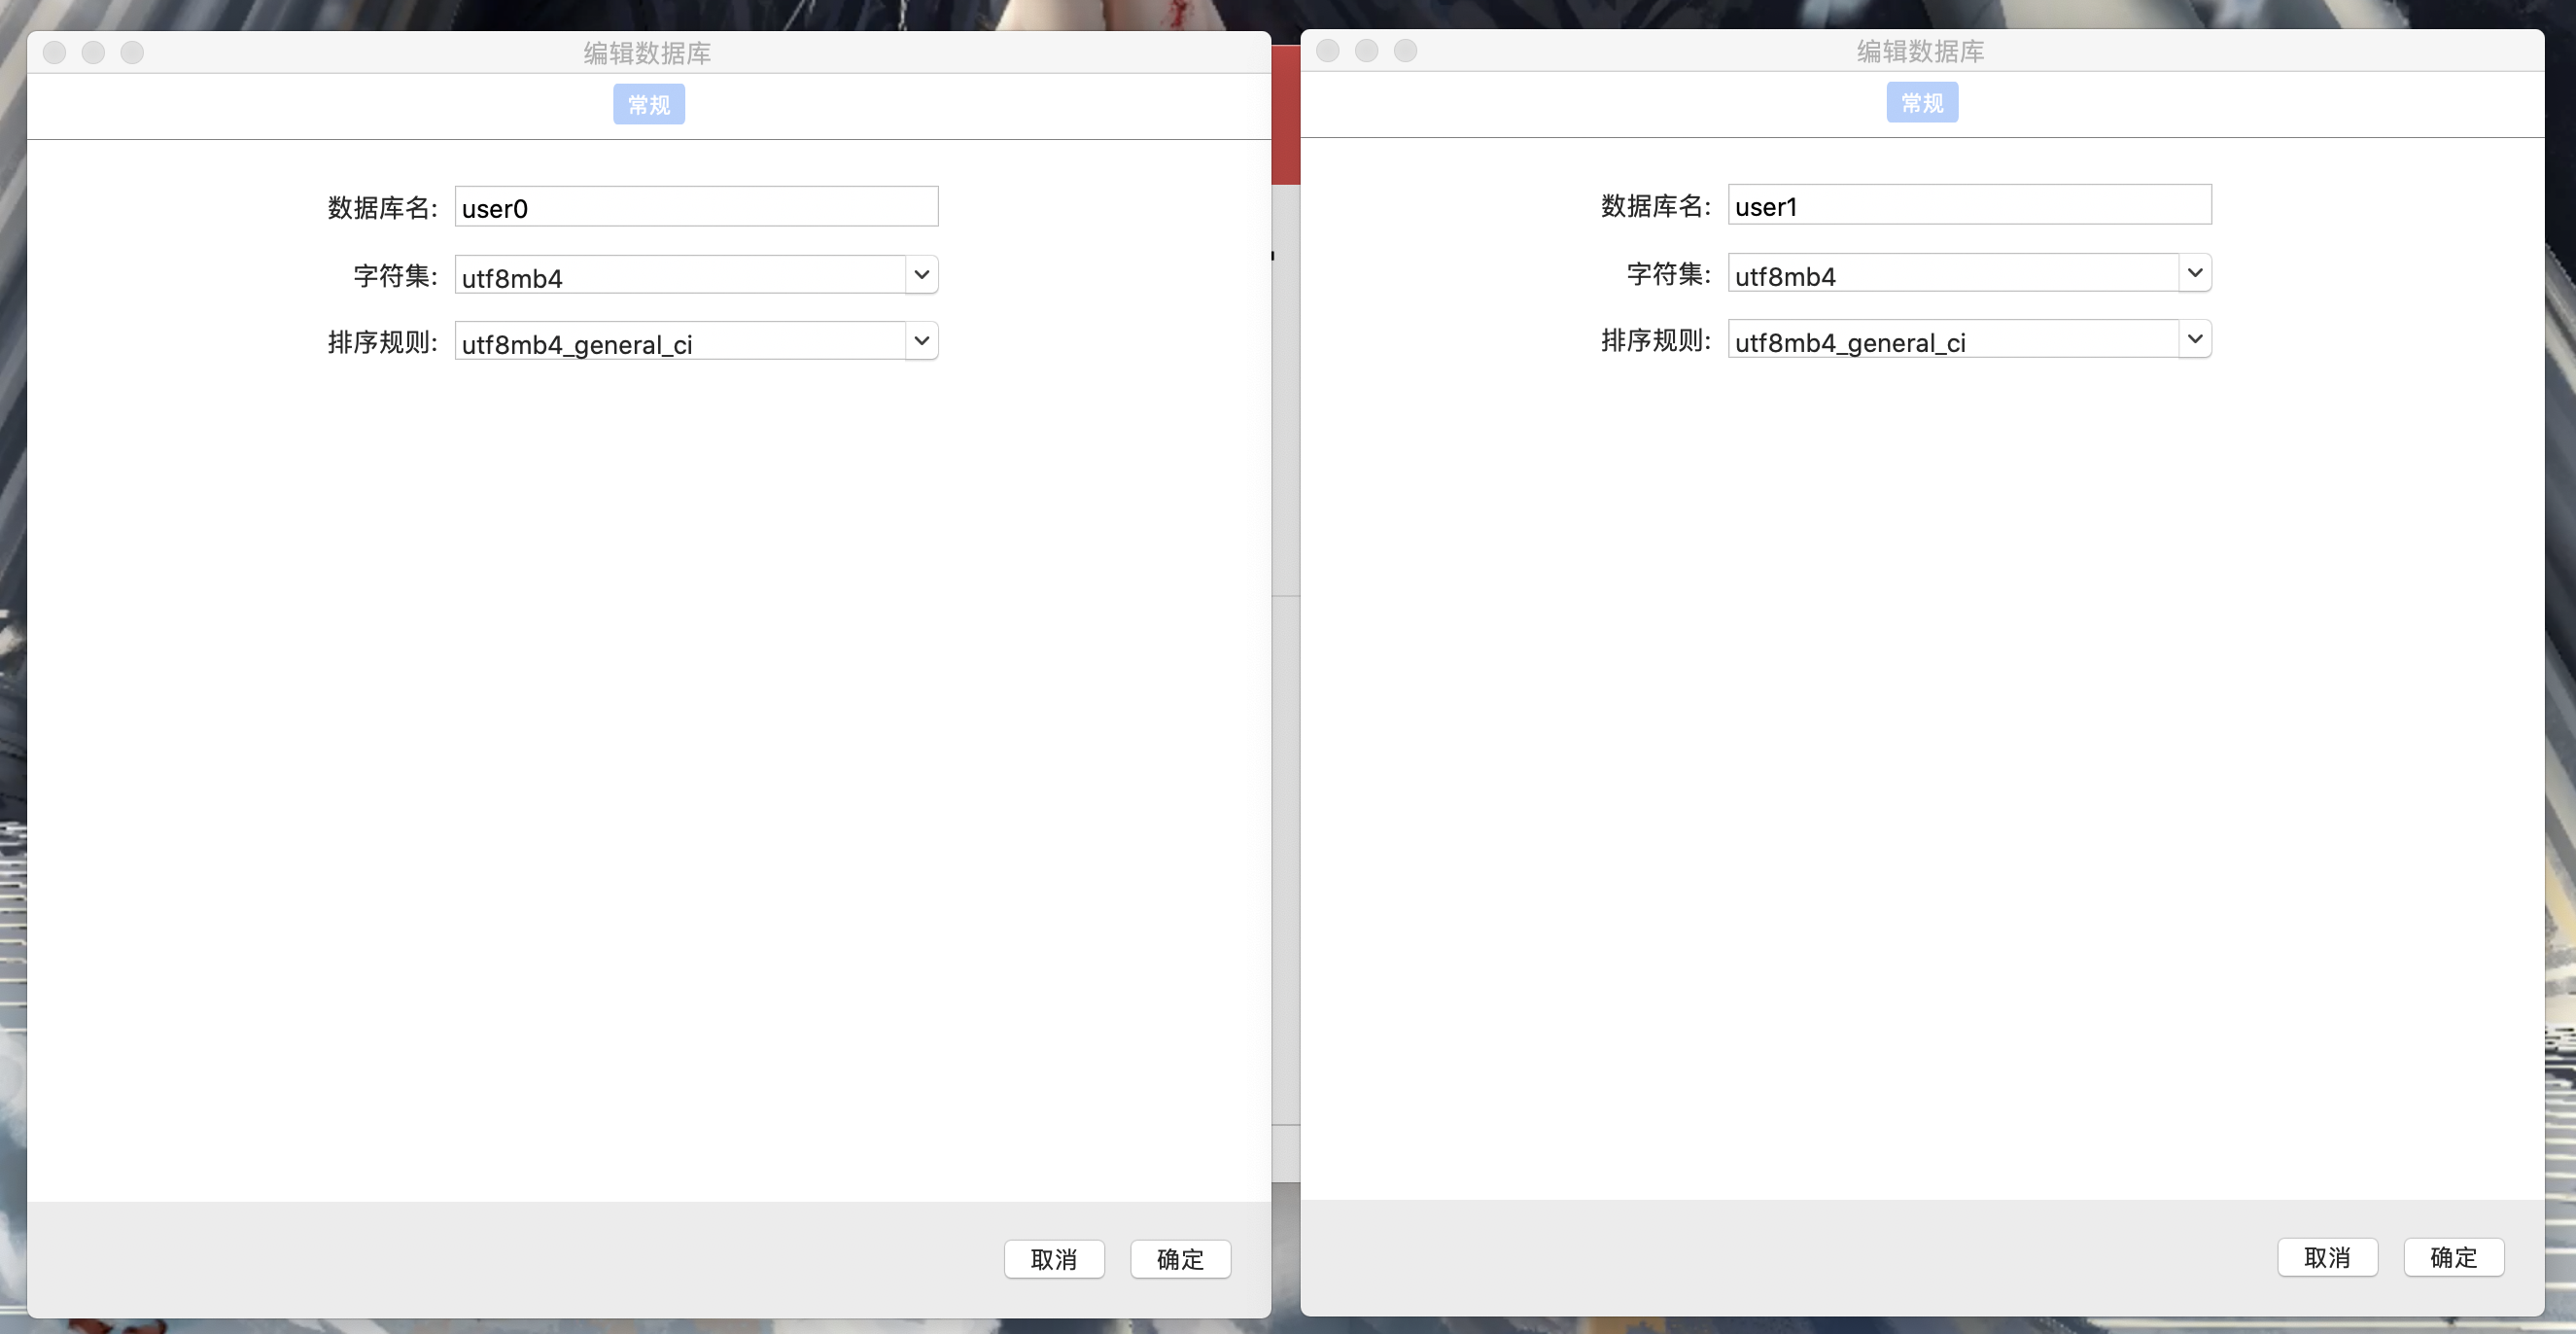 编辑数据库
常规
数据库名: user0
字符集: utf8mb4
排序规则: utf8mb4_general_ci
取消 确定
编辑数据库
常规
数据库名: user1
字符集: utf8mb4
排序规则: utf8mb4_general_ci
取消 确定